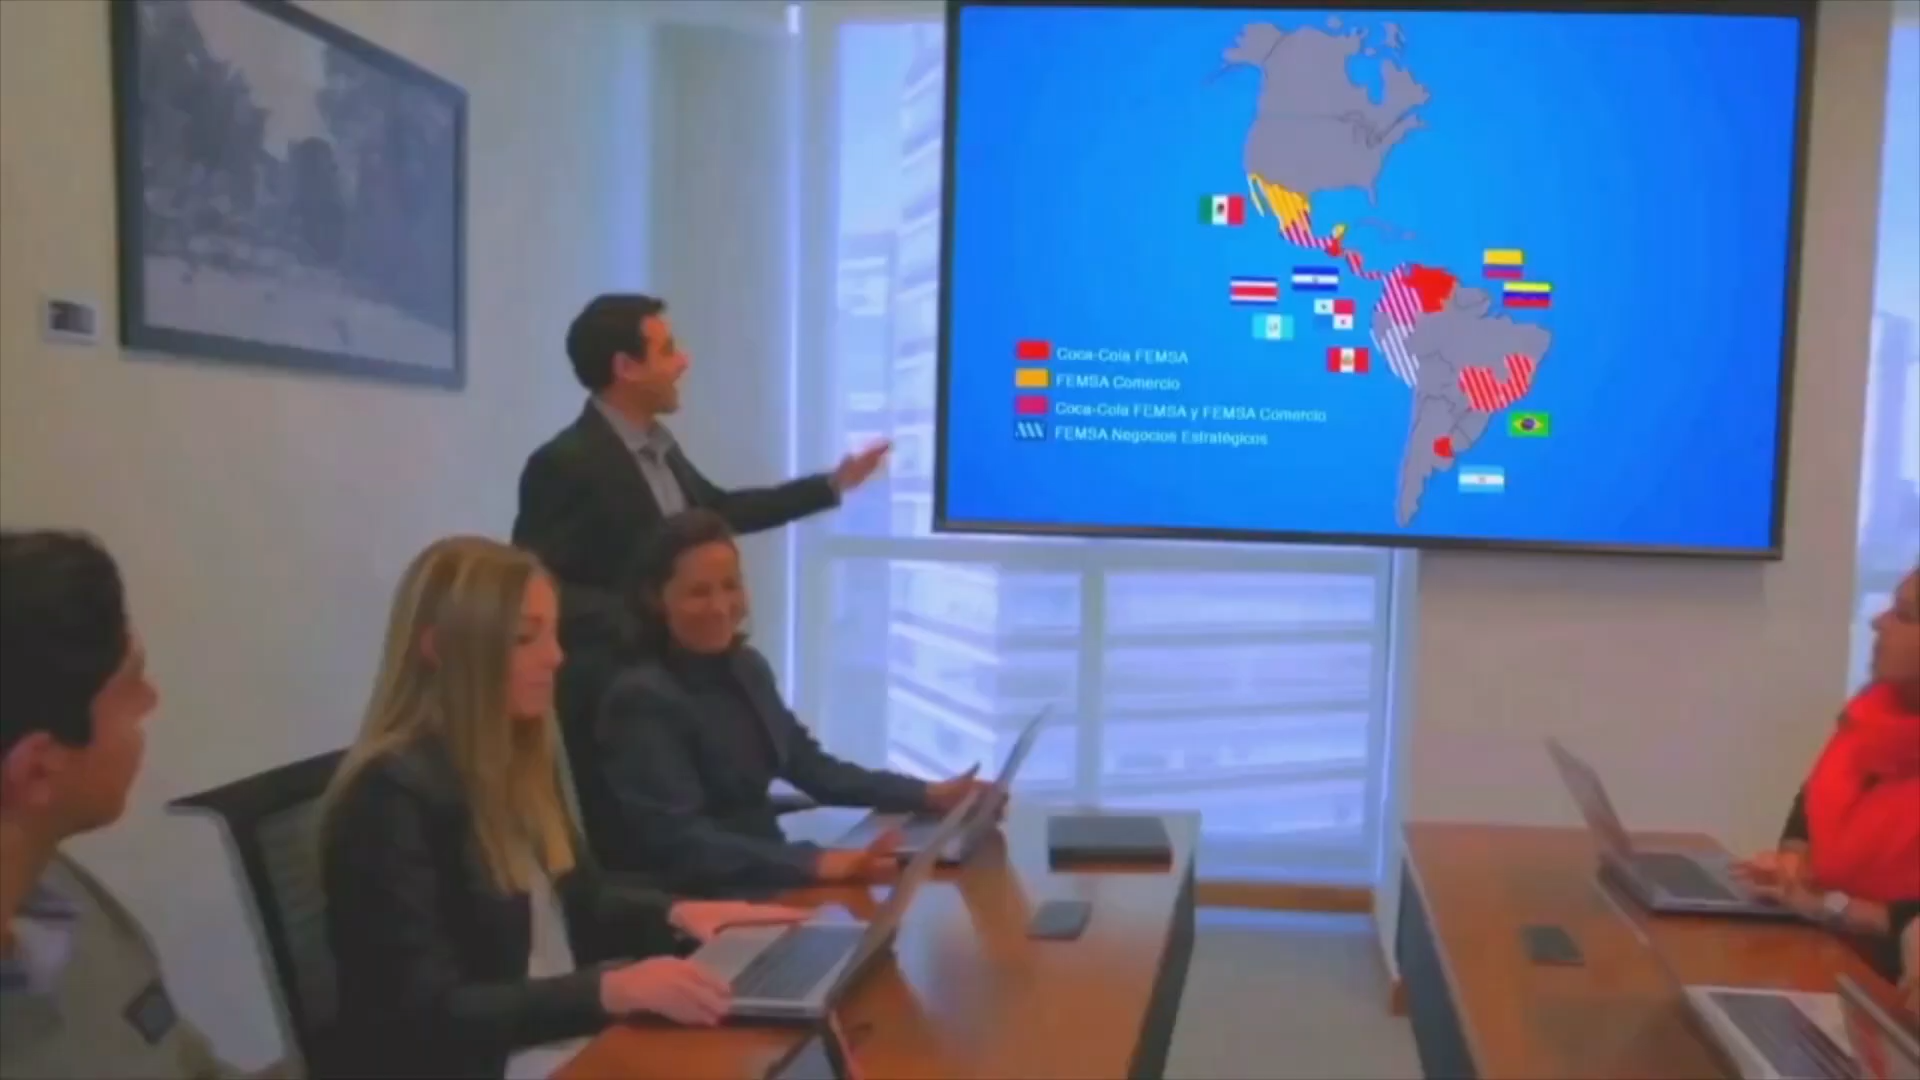 Coca-Cola FEMSA
FEMSA Comercio
Coca-Cola FEMSA y FEMSA Comercio
FEMSA Negocios Estratégicos